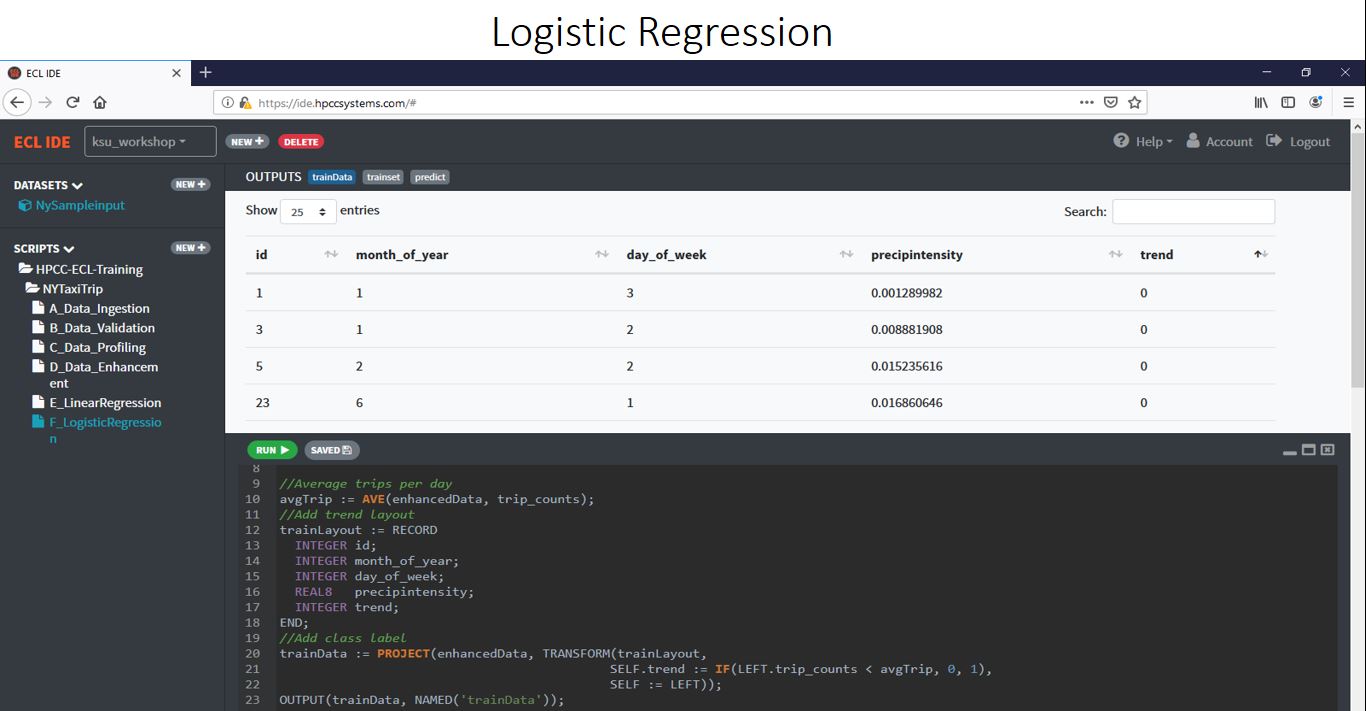 Logistic Regression
ECL IDE
https://ide.hpccsystems.com/#
ECL IDE ksu_workshop NEW + DELETE Help Account Logout
DATASETS NEW +
NySampleinput
SCRIPTS NEW +
HPCC-ECL-Training
NYTaxiTrip
A_Data_Ingestion
B_Data_Validation
C_Data_Profiling
D_Data_Enhancem
ent
E_LinearRegression
F_LogisticRegressio
n
OUTPUTS trainData trainset predict
Show 25 entries Search:
id month_of_year day_of_week precipintensity trend
1 1 3 0.001289982 0
3 1 2 0.008881908 0
5 2 2 0.015235616 0
23 6 1 0.016860646 0
RUN SAVED
8
9 //Average trips per day
10 avgTrip := AVE(enhancedData, trip_counts);
11 //Add trend layout
12 trainLayout := RECORD
13 INTEGER id;
14 INTEGER month_of_year;
15 INTEGER day_of_week;
16 REAL8 precipintensity;
17 INTEGER trend;
18 END;
19 //Add class label
20 trainData := PROJECT(enhancedData, TRANSFORM(trainLayout,
21 SELF.trend := IF(LEFT.trip_counts < avgTrip, 0, 1),
22 SELF := LEFT));
23 OUTPUT(trainData, NAMED('trainData'));